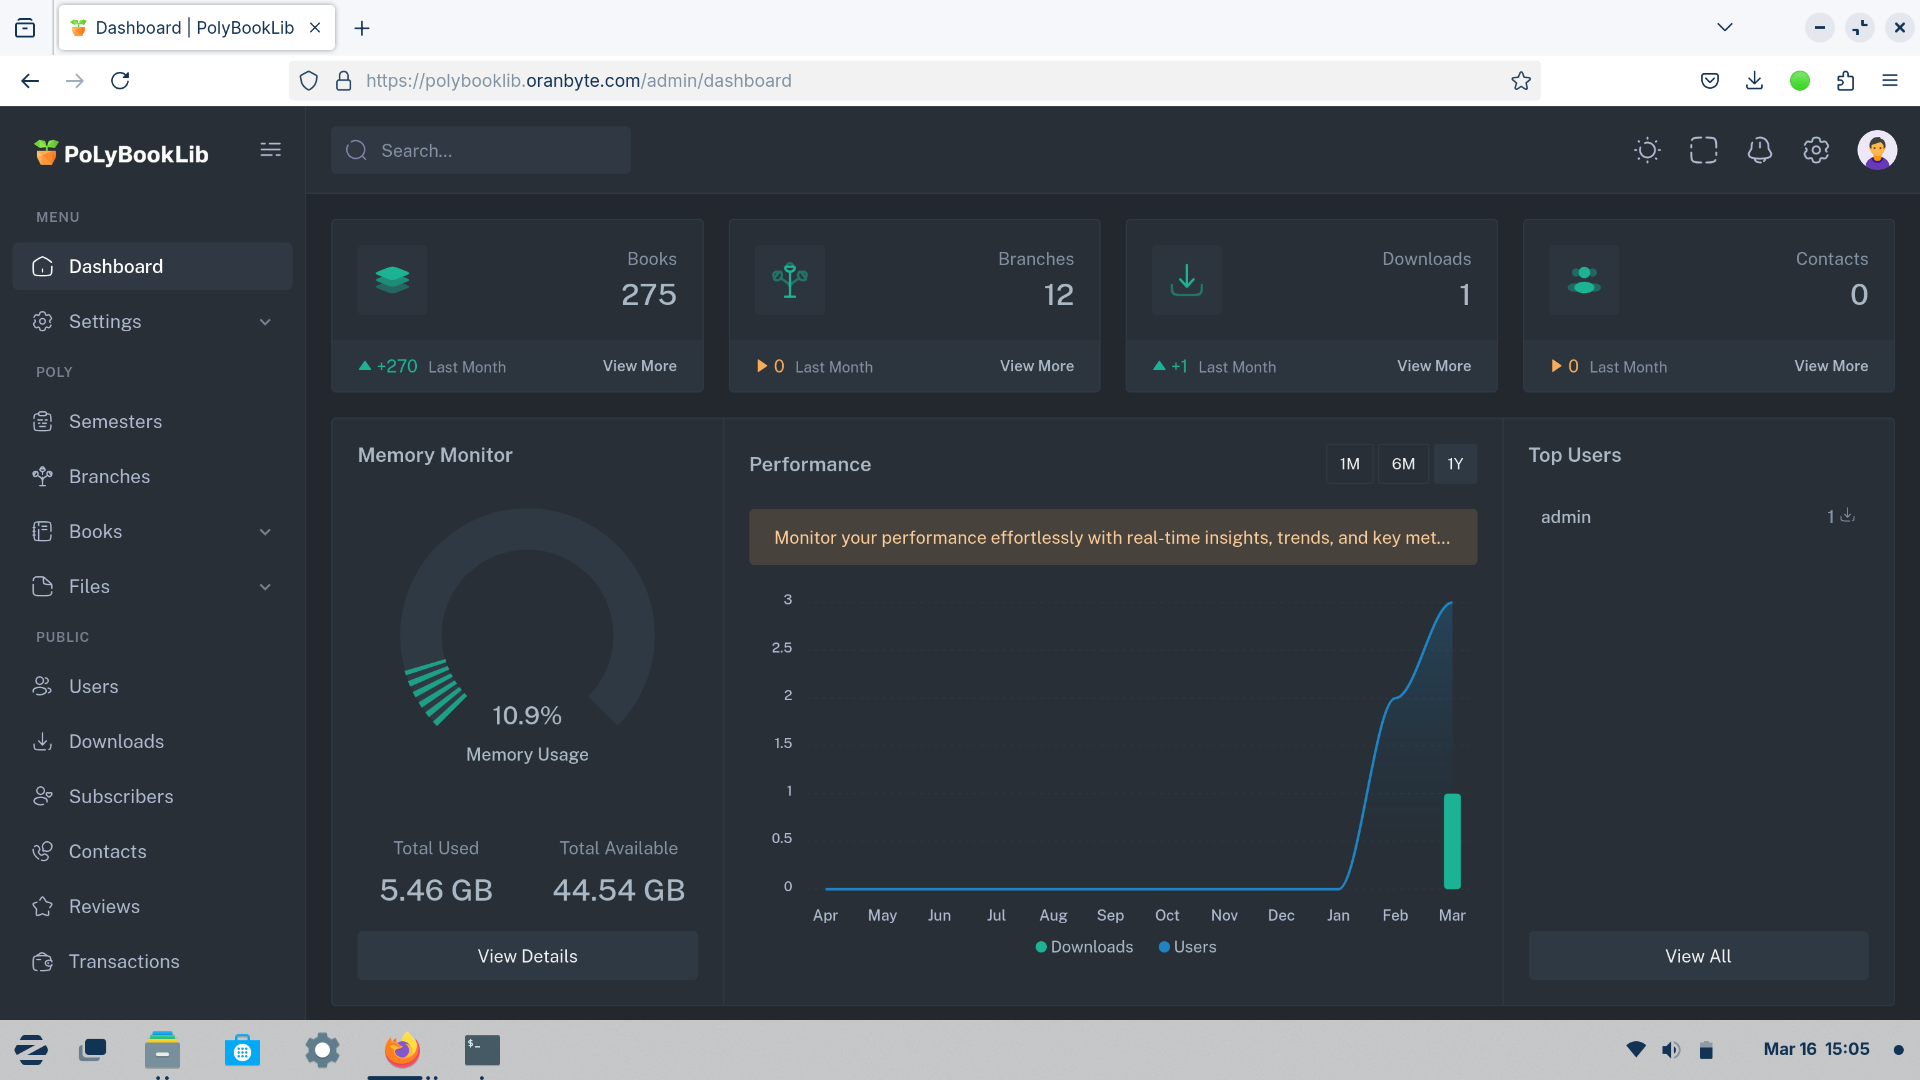 Dashboard | PolyBookLib
https://polybooklib.oranbyte.com/admin/dashboard
PoLyBookLib
Search...
MENU
Dashboard
Settings
POLY
Semesters
Branches
Books
Files
PUBLIC
Users
Downloads
Subscribers
Contacts
Reviews
Transactions
Books
275
+270 Last Month View More
Branches
12
0 Last Month View More
Downloads
1
+1 Last Month View More
Contacts
0
0 Last Month View More
Memory Monitor
10.9%
Memory Usage
Total Used Total Available
5.46 GB 44.54 GB
View Details
Performance
1M 6M 1Y
Monitor your performance effortlessly with real-time insights, trends, and key met...
3
2.5
2
1.5
1
0.5
0
Apr May Jun Jul Aug Sep Oct Nov Dec Jan Feb Mar
Downloads Users
Top Users
admin 1
View All
$-
Mar 16 15:05